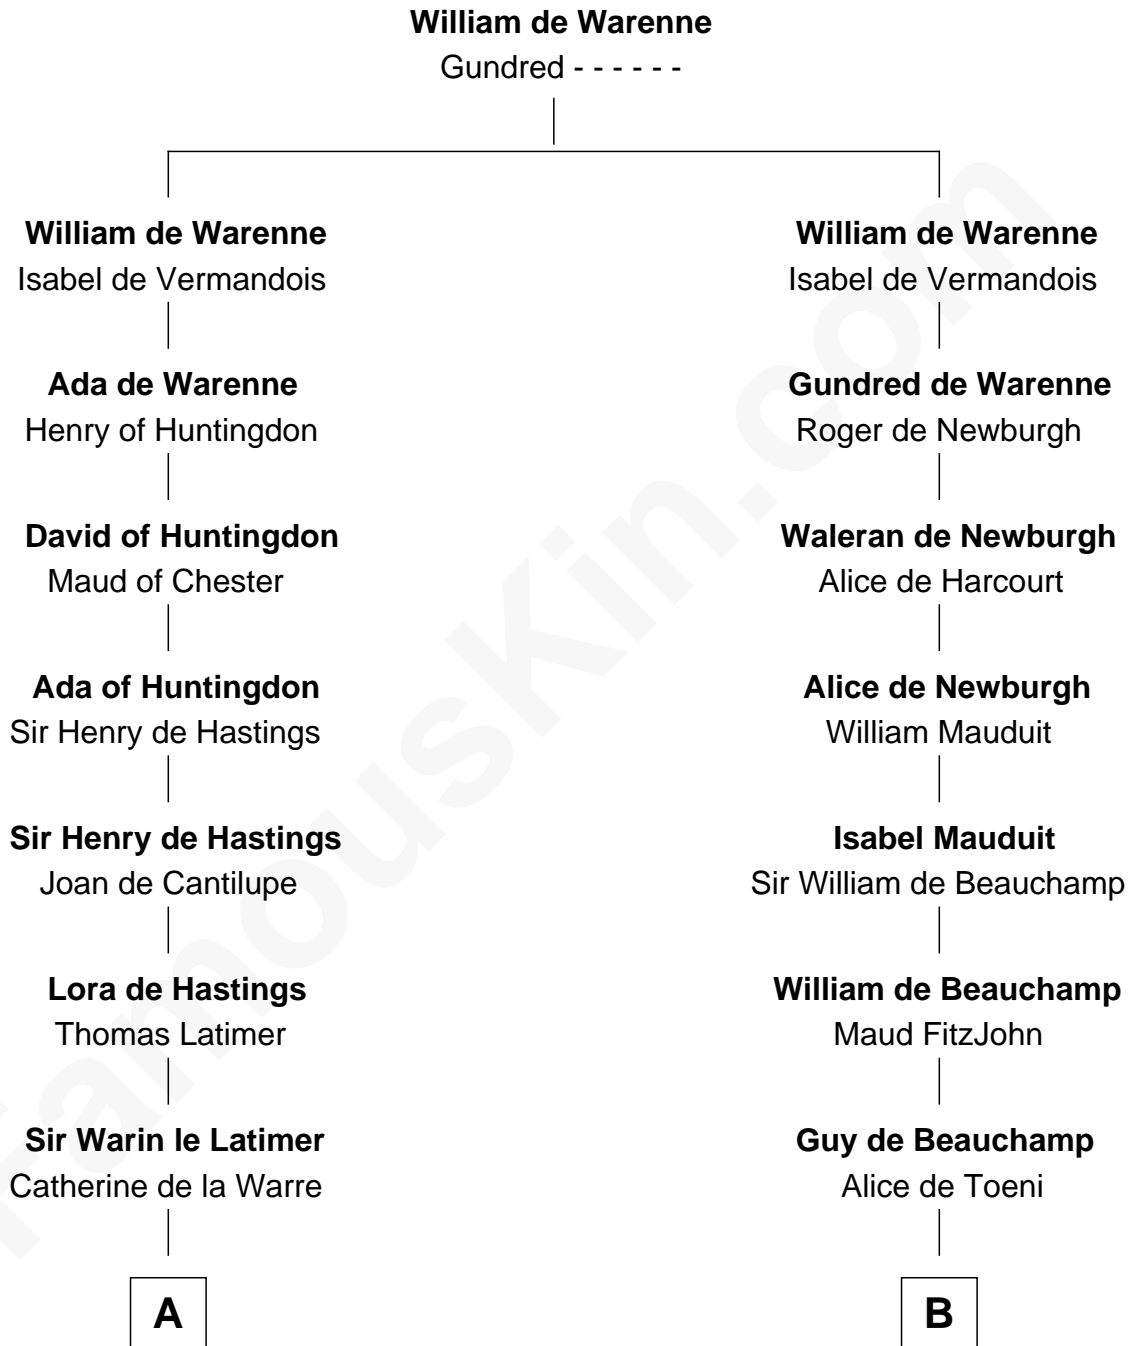 William de Warenne
Gundred - - - - - -
William de Warenne
Isabel de Vermandois
Ada de Warenne
Henry of Huntingdon
David of Huntingdon
Maud of Chester
Ada of Huntingdon
Sir Henry de Hastings
Sir Henry de Hastings
Joan de Cantilupe
Lora de Hastings
Thomas Latimer
Sir Warin le Latimer
Catherine de la Warre
A
William de Warenne
Isabel de Vermandois
Gundred de Warenne
Roger de Newburgh
Waleran de Newburgh
Alice de Harcourt
Alice de Newburgh
William Mauduit
Isabel Mauduit
Sir William de Beauchamp
William de Beauchamp
Maud FitzJohn
Guy de Beauchamp
Alice de Toeni
B
FamousKin.com